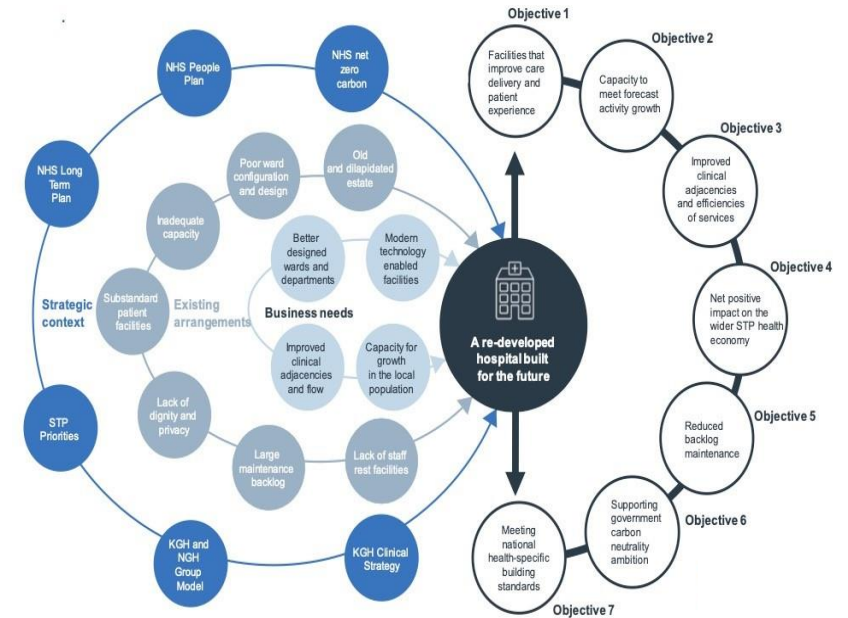 NHS People
Plan
NHS net
zero
carbon
NHS Long
Term
Plan
Strategic
context
STP
Priorities
KGH and
NGH
Group
Model
KGH Clinical
Strategy
Old
and dilapidated
estate
Poor ward
configuration
and design
Inadequate
capacity
Substandard
patient
facilities
Existing
arrangements
Lack of
dignity and
privacy
Large
maintenance
backlog
Lack of staff
rest facilities
Better
designed
wards and
departments
Modern
technology
enabled
facilities
Business needs
Improved
clinical
adjacencies
and flow
Capacity for
growth
in the local
population
A re-developed
hospital built
for the future
Objective 1
Facilities that
improve care
delivery and
patient
experience
Objective 2
Capacity to
meet forecast
activity growth
Objective 3
Improved
clinical
adjacencies
and efficiencies
of services
Objective 4
Net positive
impact on the
wider STP health
economy
Objective 5
Reduced
backlog
maintenance
Objective 6
Supporting
government
carbon
neutrality
ambition
Meeting
national
health-specific
building
standards
Objective 7